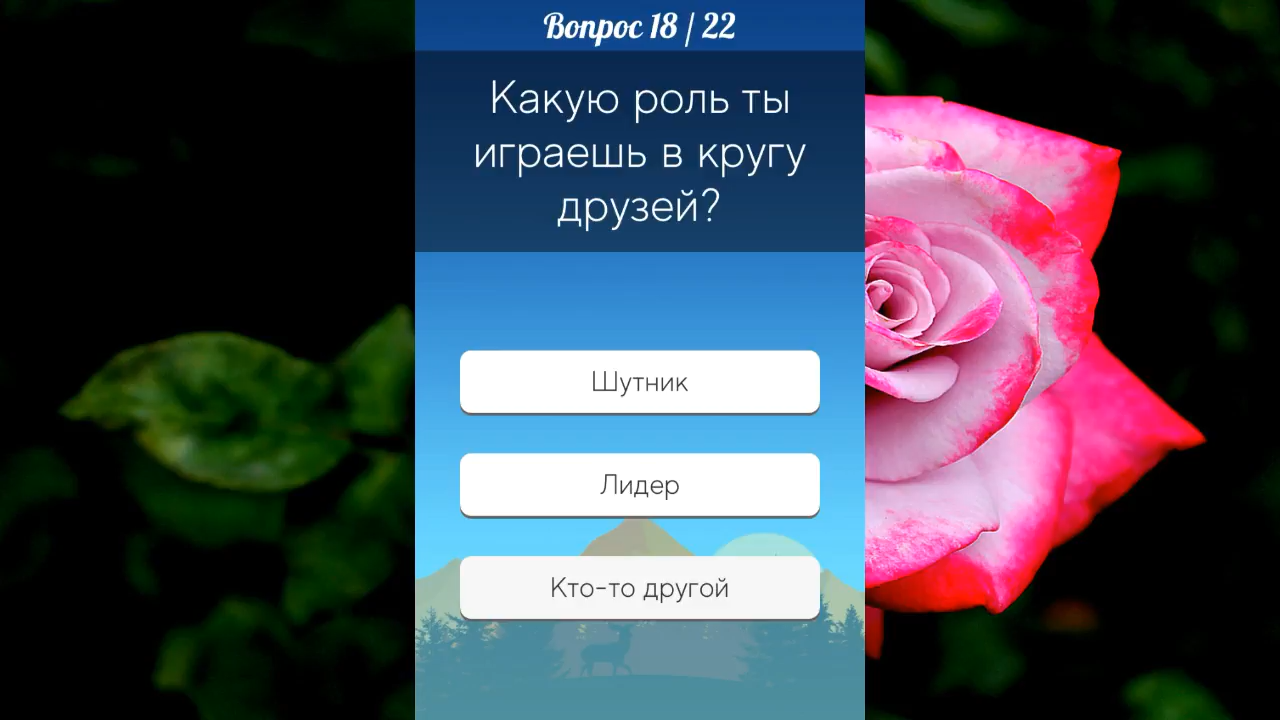 Вопрос 18 / 22
Какую роль ты
играешь в кругу
друзей?
Шутник
Лидер
Кто-то другой